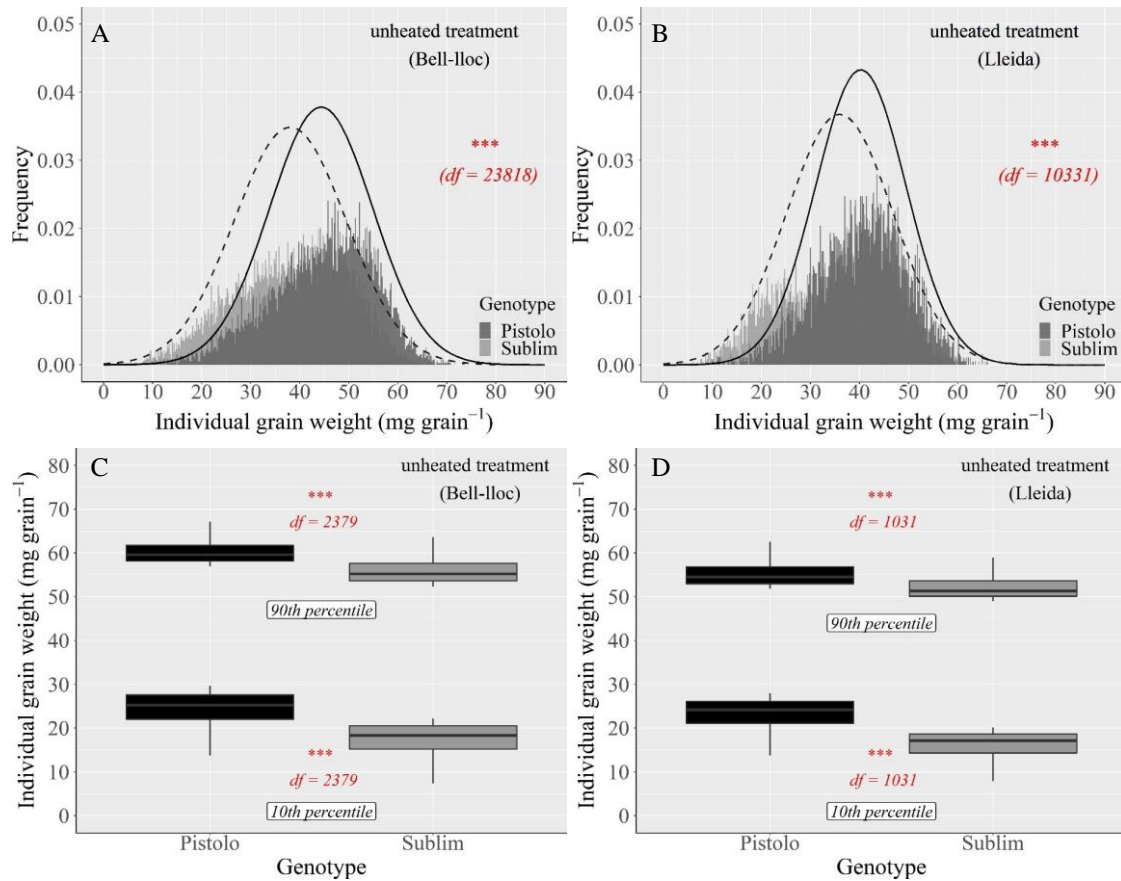 A
unheated treatment
(Bell-lloc)
0.05
0.04
0.03
0.02
0.01
0.00
Frequency
***
(df = 23818)
Genotype
Pistolo
Sublim
0 10 20 30 40 50 60 70 80 90
Individual grain weight (mg grain⁻¹)
B
unheated treatment
(Lleida)
0.05
0.04
0.03
0.02
0.01
0.00
Frequency
***
(df = 10331)
Genotype
Pistolo
Sublim
0 10 20 30 40 50 60 70 80 90
Individual grain weight (mg grain⁻¹)
C
unheated treatment
(Bell-lloc)
80
70
60
50
40
30
20
10
0
Individual grain weight (mg grain⁻¹)
***
df = 2379
90th percentile
***
df = 2379
10th percentile
Pistolo Sublim
Genotype
D
unheated treatment
(Lleida)
80
70
60
50
40
30
20
10
0
Individual grain weight (mg grain⁻¹)
***
df = 1031
90th percentile
***
df = 1031
10th percentile
Pistolo Sublim
Genotype